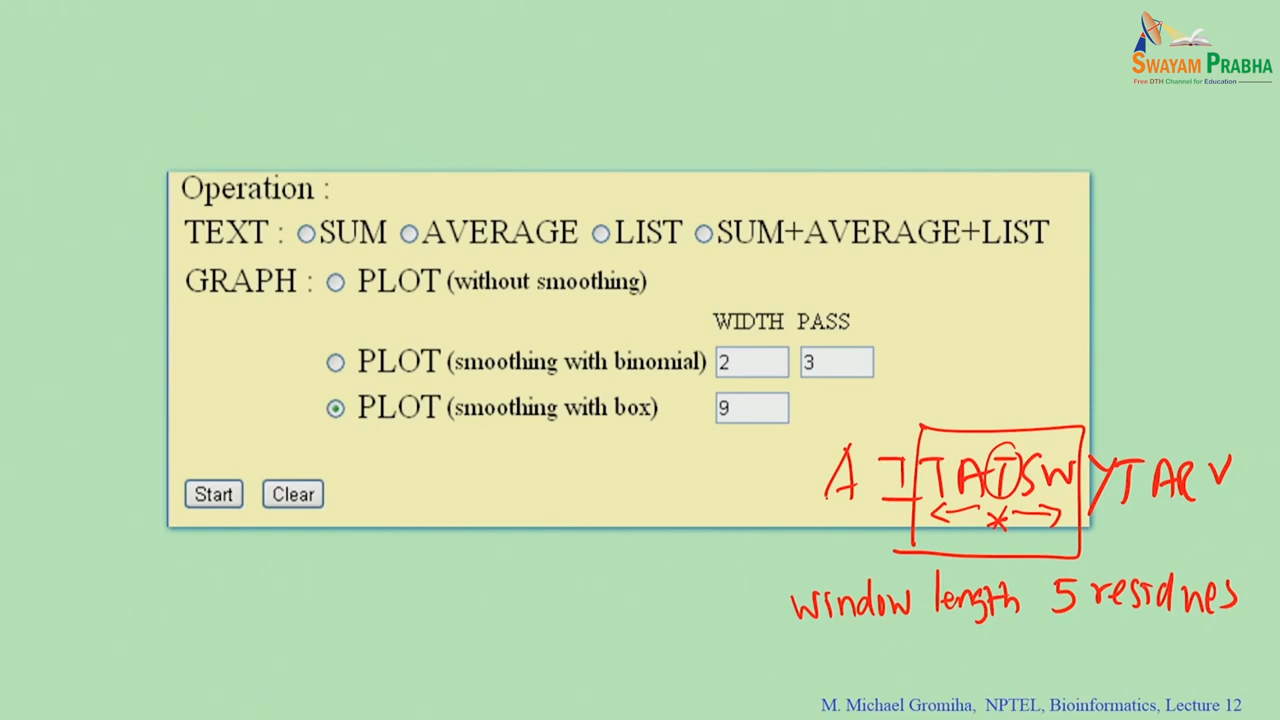 SWAYAM PRABHA
Free DTH Channel for Education
Operation :
TEXT : SUM AVERAGE LIST SUM+AVERAGE+LIST
GRAPH : PLOT (without smoothing)
WIDTH PASS
PLOT (smoothing with binomial) 2 3
PLOT (smoothing with box) 9
A I T A T S W Y T A R V
Start Clear
window length 5 residues
M. Michael Gromiha, NPTEL, Bioinformatics, Lecture 12